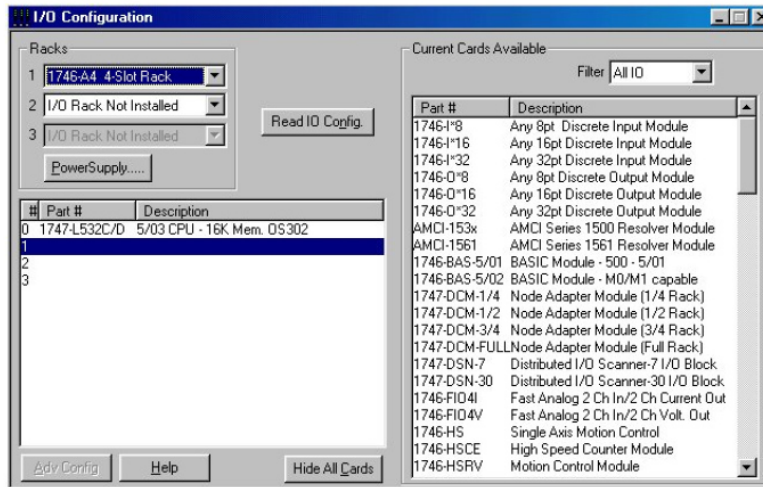 I/O Configuration
Racks
1 1746-A4 4-Slot Rack
2 I/O Rack Not Installed
3 I/O Rack Not Installed
PowerSupply.....
Read IO Config.
# Part # Description
0 1747-L532C/D 5/03 CPU - 16K Mem. OS302
1
2
3
Adv Config
Help
Hide All Cards
Current Cards Available
Filter All IO
Part # Description
1746-I*8 Any 8pt Discrete Input Module
1746-I*16 Any 16pt Discrete Input Module
1746-I*32 Any 32pt Discrete Input Module
1746-O*8 Any 8pt Discrete Output Module
1746-O*16 Any 16pt Discrete Output Module
1746-O*32 Any 32pt Discrete Output Module
AMCI-153x AMCI Series 1500 Resolver Module
AMCI-1561 AMCI Series 1561 Resolver Module
1746-BAS-5/01 BASIC Module - 500 - 5/01
1746-BAS-5/02 BASIC Module - M0/M1 capable
1747-DCM-1/4 Node Adapter Module (1/4 Rack)
1747-DCM-1/2 Node Adapter Module (1/2 Rack)
1747-DCM-3/4 Node Adapter Module (3/4 Rack)
1747-DCM-FULL Node Adapter Module (Full Rack)
1747-DSN-7 Distributed I/O Scanner-7 I/O Block
1747-DSN-30 Distributed I/O Scanner-30 I/O Block
1746-FIO4I Fast Analog 2 Ch In/2 Ch Current Out
1746-FIO4V Fast Analog 2 Ch In/2 Ch Volt. Out
1746-HS Single Axis Motion Control
1746-HSCE High Speed Counter Module
1746-HSRV Motion Control Module